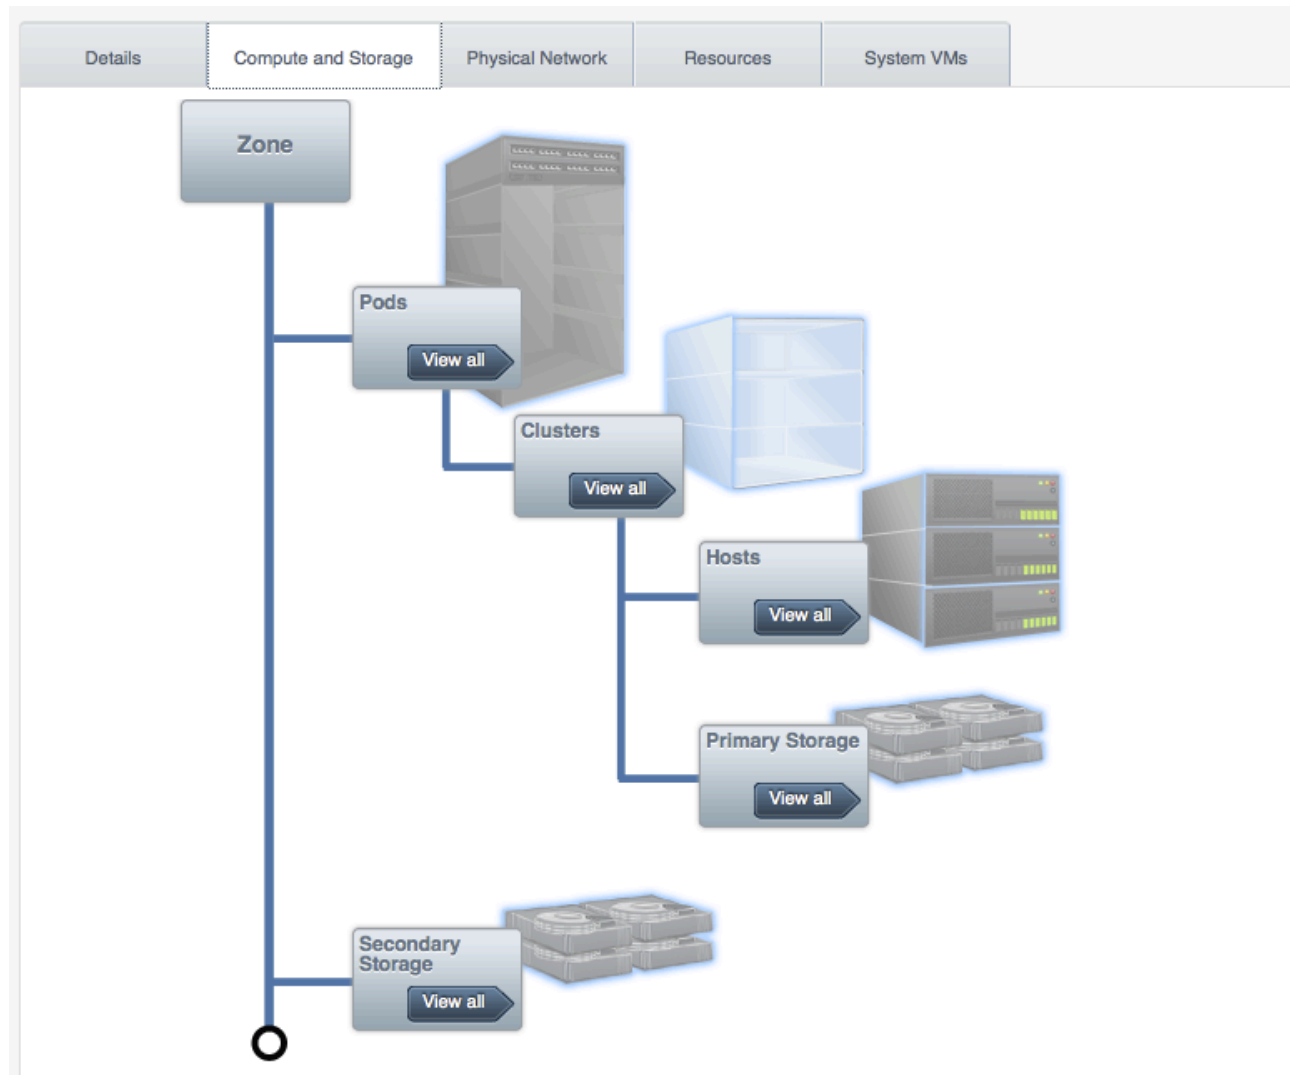 Details
Compute and Storage
Physical Network
Resources
System VMs
Zone
Pods
View all
Clusters
View all
Hosts
View all
Primary Storage
View all
Secondary
Storage
View all